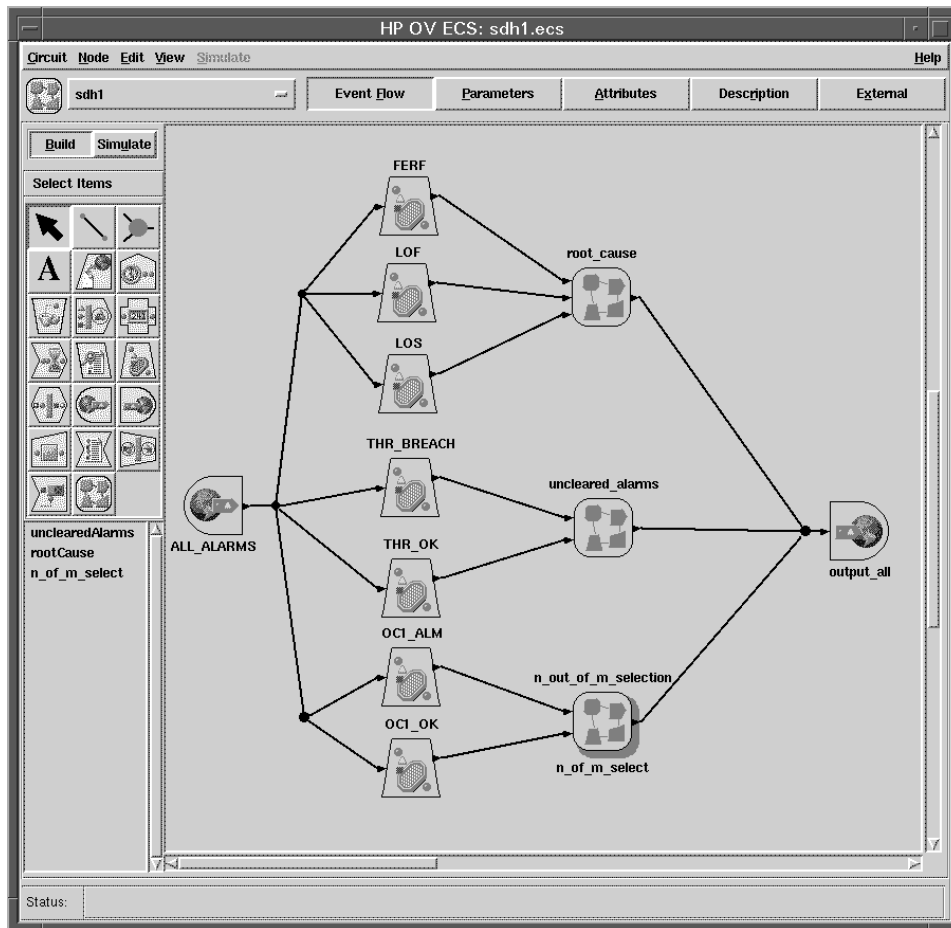 HP OV ECS: sdh1.ecs
Circuit Node Edit View Simulate Help
sdh1 Event Flow Parameters Attributes Description External
Build Simulate
Select Items
A
FERF
LOF
root_cause
LOS
THR_BREACH
uncleared_alarms
ALL_ALARMS
THR_OK
output_all
OC1_ALM
n_out_of_m_selection
OC1_OK
n_of_m_select
unclearedAlarms
rootCause
n_of_m_select
Status: